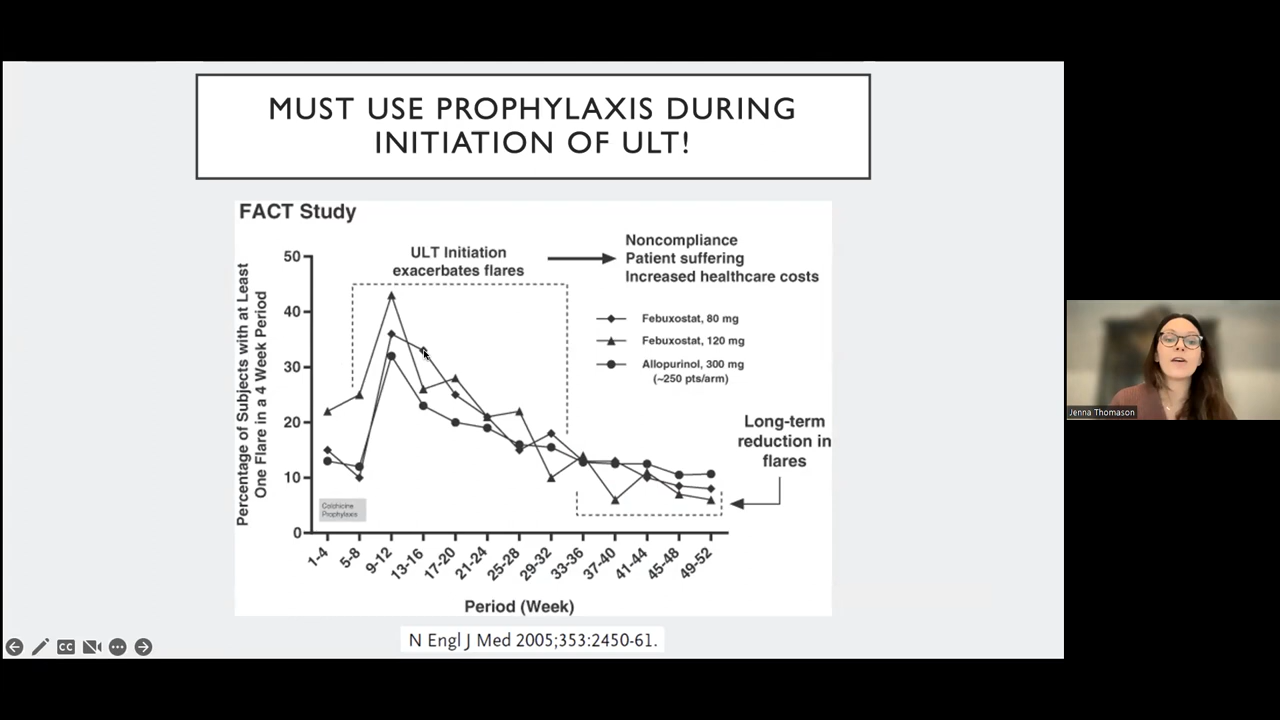 MUST USE PROPHYLAXIS DURING
INITIATION OF ULT!
FACT Study
ULT Initiation
exacerbates flares
Noncompliance
Patient suffering
Increased healthcare costs
Febuxostat, 80 mg
Febuxostat, 120 mg
Allopurinol, 300 mg
(~250 pts/arm)
Long-term
reduction in
flares
Percentage of Subjects with at Least
One Flare in a 4 Week Period
50
40
30
20
10
0
Colchicine
Prophylaxis
1-4
5-8
9-12
13-16
17-20
21-24
25-28
29-32
33-36
37-40
41-44
45-48
49-52
Period (Week)
N Engl J Med 2005;353:2450-61.
CC
Jenna Thomason